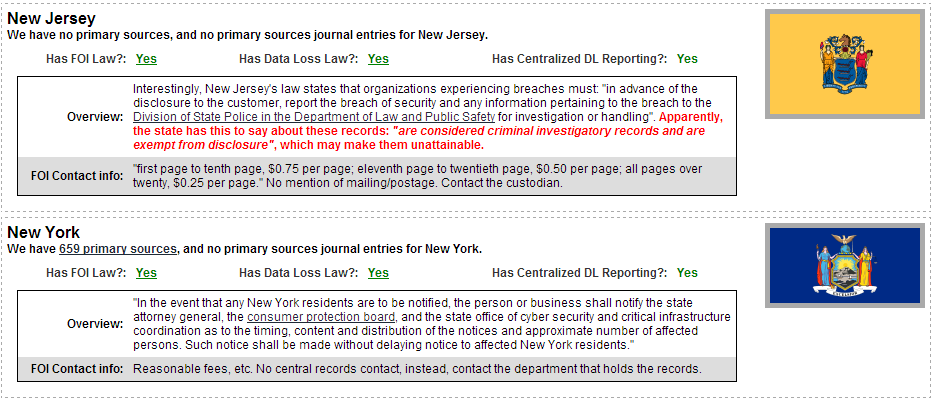 New Jersey
We have no primary sources, and no primary sources journal entries for New Jersey.
Has FOI Law?: Yes Has Data Loss Law?: Yes Has Centralized DL Reporting?: Yes
Interestingly, New Jersey's law states that organizations experiencing breaches must: "in advance of the
disclosure to the customer, report the breach of security and any information pertaining to the breach to the
Overview: Division of State Police in the Department of Law and Public Safety for investigation or handling". Apparently,
the state has this to say about these records: "are considered criminal investigatory records and are
exempt from disclosure", which may make them unattainable.
FOI Contact info: "first page to tenth page, $0.75 per page; eleventh page to twentieth page, $0.50 per page; all pages over
twenty, $0.25 per page." No mention of mailing/postage. Contact the custodian.
New York
We have 659 primary sources, and no primary sources journal entries for New York.
Has FOI Law?: Yes Has Data Loss Law?: Yes Has Centralized DL Reporting?: Yes
"In the event that any New York residents are to be notified, the person or business shall notify the state
Overview: attorney general, the consumer protection board, and the state office of cyber security and critical infrastructure
coordination as to the timing, content and distribution of the notices and approximate number of affected
persons. Such notice shall be made without delaying notice to affected New York residents."
FOI Contact info: Reasonable fees, etc. No central records contact, instead, contact the department that holds the records.